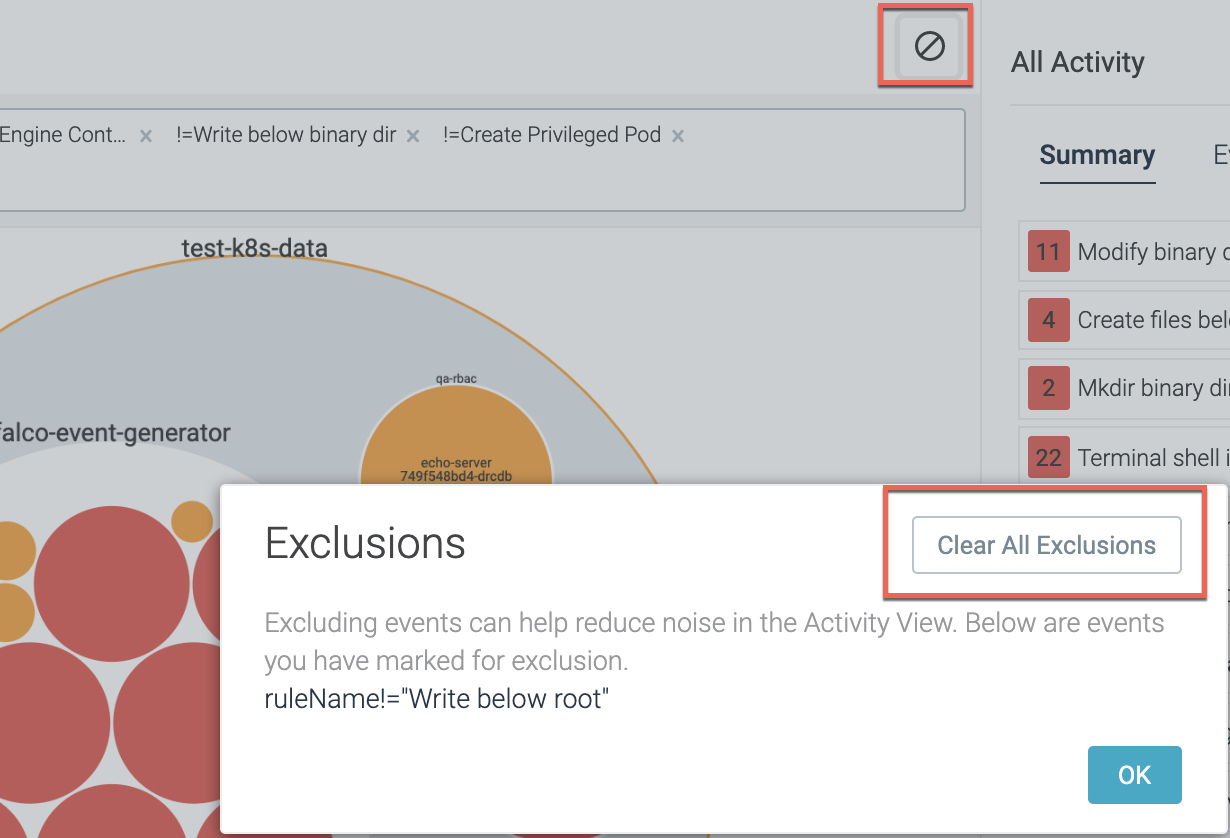 All Activity
Engine Cont... × !=Write below binary dir × !=Create Privileged Pod ×
Summary
test-k8s-data
11 Modify binary
4 Create files
2 Mkdir binary
22 Terminal shell
qa-rbac
falco-event-generator
echo-server
749f548bd4-drcdb
Exclusions
Clear All Exclusions
Excluding events can help reduce noise in the Activity View. Below are events
you have marked for exclusion.
ruleName!="Write below root"
OK